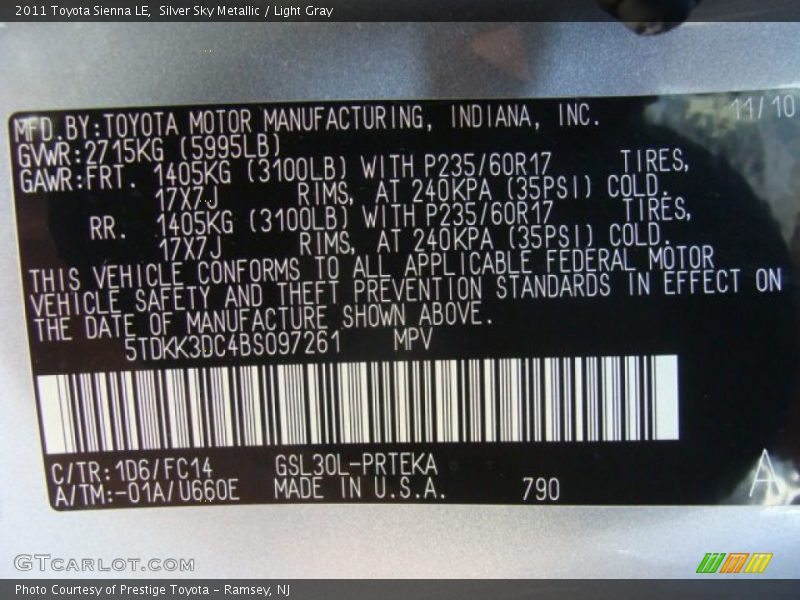 2011 Toyota Sienna LE,  Silver Sky Metallic / Light Gray
11/10
MFD.BY:TOYOTA MOTOR MANUFACTURING, INDIANA, INC.
GVWR:2715KG (5995LB)
GAWR:FRT. 1405KG (3100LB) WITH P235/60R17 TIRES,
17X7J RIMS, AT 240KPA (35PSI) COLD.
RR. 1405KG (3100LB) WITH P235/60R17 TIRES,
17X7J RIMS, AT 240KPA (35PSI) COLD.
THIS VEHICLE CONFORMS TO ALL APPLICABLE FEDERAL MOTOR
VEHICLE SAFETY AND THEFT PREVENTION STANDARDS IN EFFECT ON
THE DATE OF MANUFACTURE SHOWN ABOVE.
5TDKK3DC4BS097261 MPV
C/TR:1D6/FC14 GSL30L-PRTEKA
A/TM:-01A/U660E MADE IN U.S.A. 790
A
GTCARLOT.COM
Photo Courtesy of Prestige Toyota - Ramsey, NJ